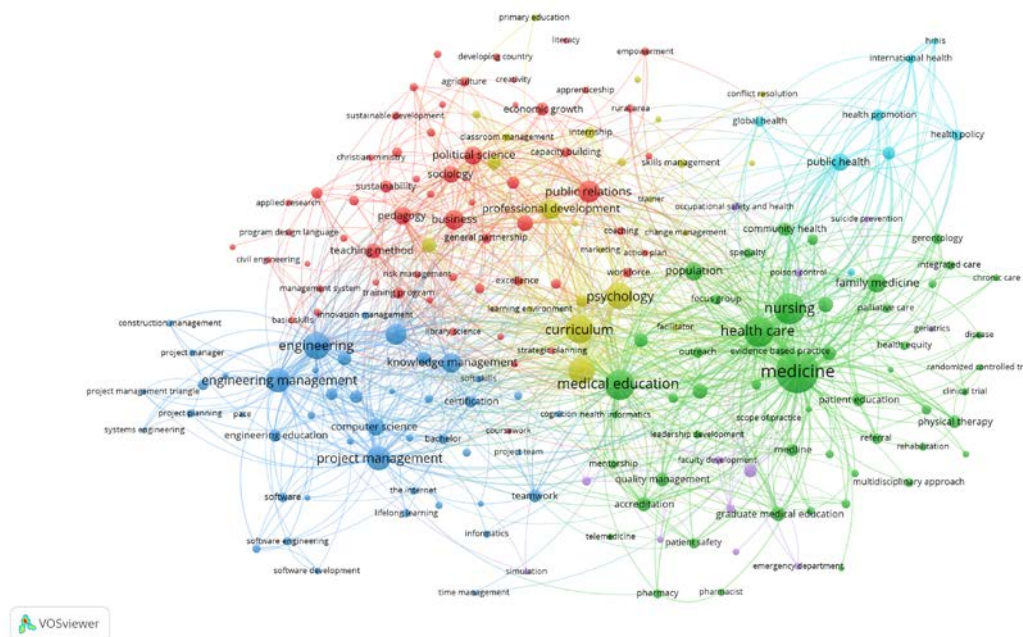 primary education
literacy
developing country
empowerment
hmis
international health
agriculture
creativity
apprenticeship
conflict resolution
sustainable development
economic growth
rural area
global health
health promotion
classroom management
internship
health policy
christian ministry
political science
capacity building
skills management
public health
sociology
sustainability
public relations
trainer
applied research
pedagogy
business
professional development
occupational safety and health
suicide prevention
program design language
general partnership
coaching
change management
community health
gerontology
civil engineering
teaching method
marketing
action plan
specialty
integrated care
risk management
workforce
population
poison control
chronic care
management system
training program
excellence
family medicine
learning environment
psychology
focus group
palliative care
basic skills
innovation management
nursing
construction management
library science
curriculum
facilitator
health care
geriatrics
disease
engineering
strategic planning
outreach
evidence based practice
health equity
project manager
knowledge management
randomized controlled tr
engineering management
soft skills
medical education
medicine
project management triangle
certification
clinical trial
patient education
project planning
pace
cognition
health informatics
scope of practice
physical therapy
systems engineering
computer science
coursework
engineering education
bachelor
leadership development
referral
rehabilitation
project management
project team
mentorship
faculty development
medline
quality management
multidisciplinary approach
the internet
software
teamwork
lifelong learning
accreditation
graduate medical education
informatics
telemedicine
patient safety
software engineering
software development
simulation
emergency department
time management
pharmacy
pharmacist
VOSviewer